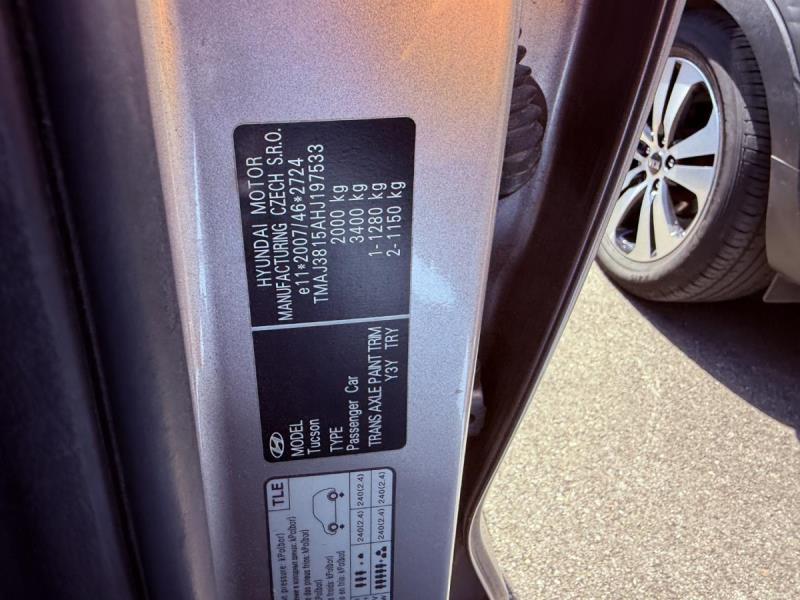 HYUNDAI MOTOR
MANUFACTURING CZECH S.R.O.
e11*2007/46*2724
TMAJ3815AHJ197533
2000 kg
3400 kg
1-1280 kg
2-1150 kg
MODEL
Tucson
TYPE
Passenger Car
TRANS AXLE PAINT TRIM
Y3Y TRY
TLE
240(2.4) 240(2.4)
240(2.4) 240(2.4)